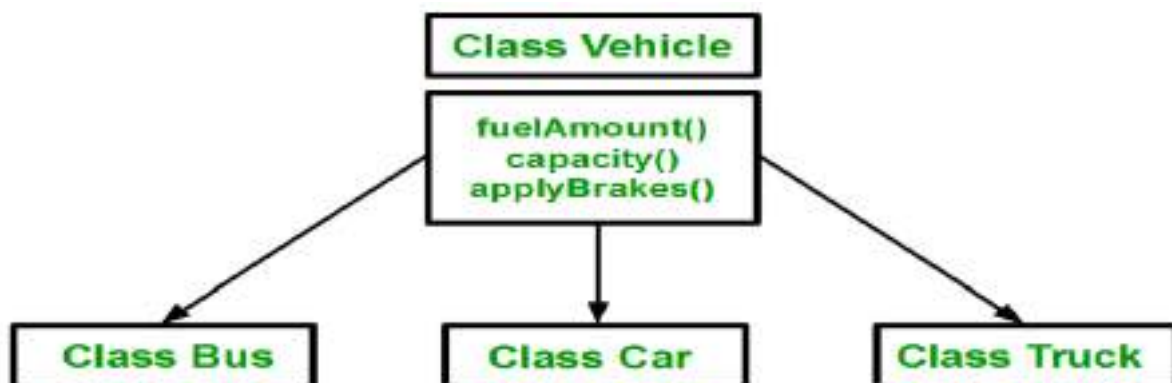 Class Vehicle
fuelAmount()
capacity()
applyBrakes()
Class Bus
Class Car
Class Truck